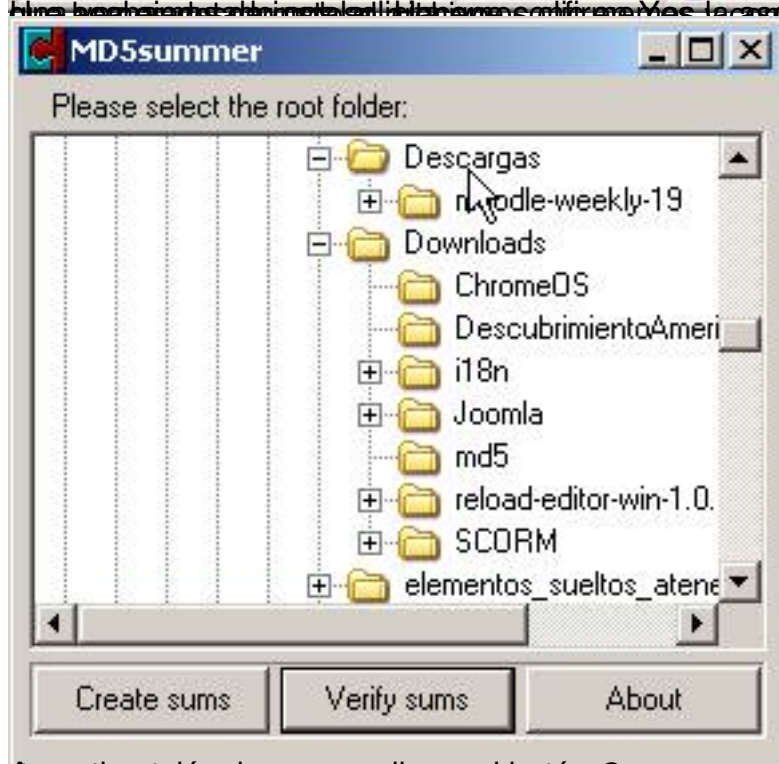 MD5summer
Please select the root folder:
Descargas
moodle-weekly-19
Downloads
ChromeOS
DescubrimientoAmeri
i18n
Joomla
md5
reload-editor-win-1.0.
SCORM
elementos_sueltos_atene
Create sums
Verify sums
About